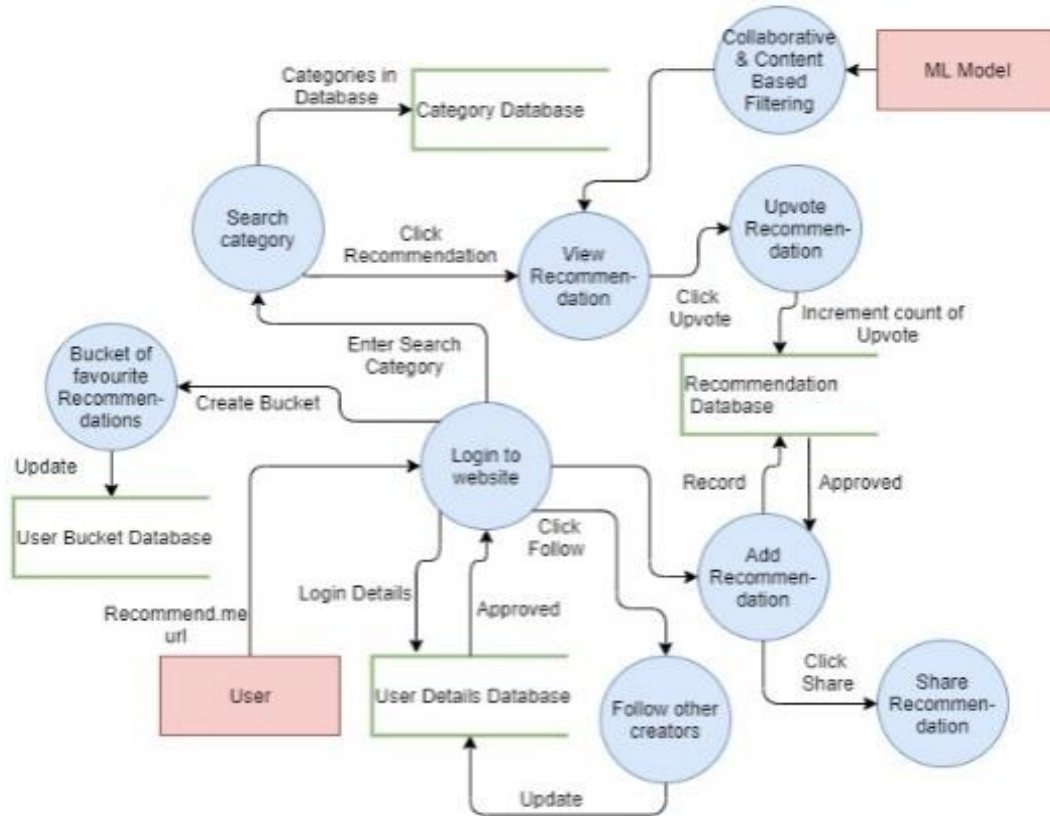 Collaborative
& Content
Based
Filtering
ML Model
Categories in
Database
Category Database
Search
category
Click
Recommendation
View
Recommen-
dation
Upvote
Recommen-
dation
Click
Upvote
Increment count of
Upvote
Enter Search
Category
Bucket of
favourite
Recommen-
dations
Create Bucket
Recommendation
Database
Login to
website
Update
User Bucket Database
Record
Approved
Click
Follow
Add
Recommen-
dation
Login Details
Approved
Recommend.me
url
User
User Details Database
Follow other
creators
Click
Share
Share
Recommen-
dation
Update